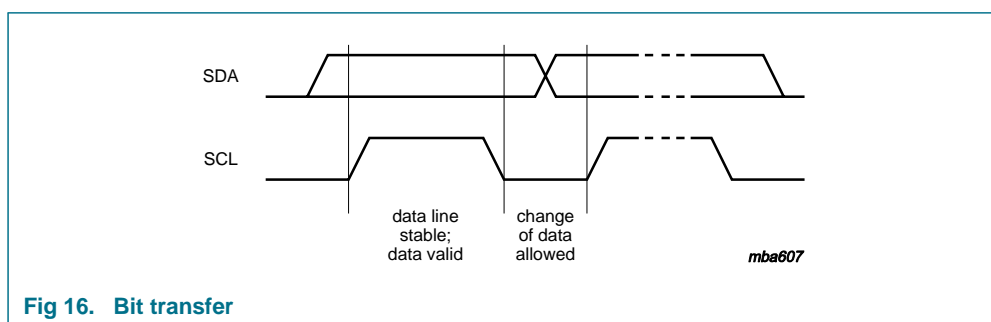 SDA
SCL
data line
stable;
data valid
change
of data
allowed
mba607
Fig 16. Bit transfer